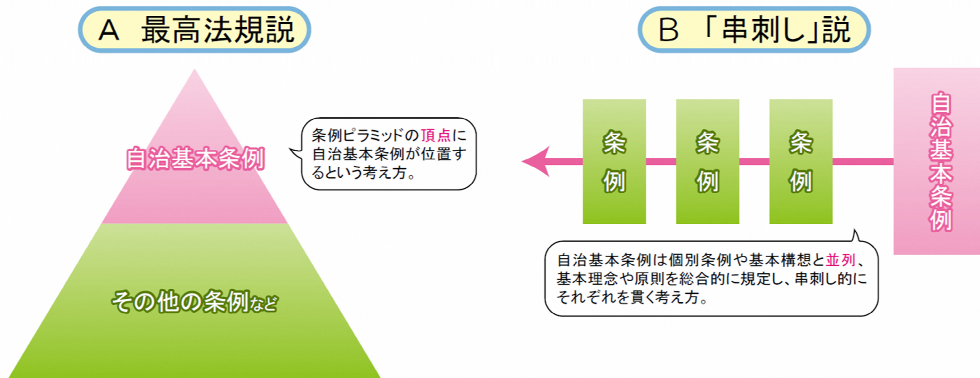 A 最高法規説
自治基本条例
条例ピラミッドの頂点に
自治基本条例が位置す
るという考え方。
その他の条例など
B 「串刺し」説
条例
条例
条例
自治基本条例
自治基本条例は個別条例や基本構想と並列、
基本理念や原則を総合的に規定し、串刺し的に
それぞれを貫く考え方。